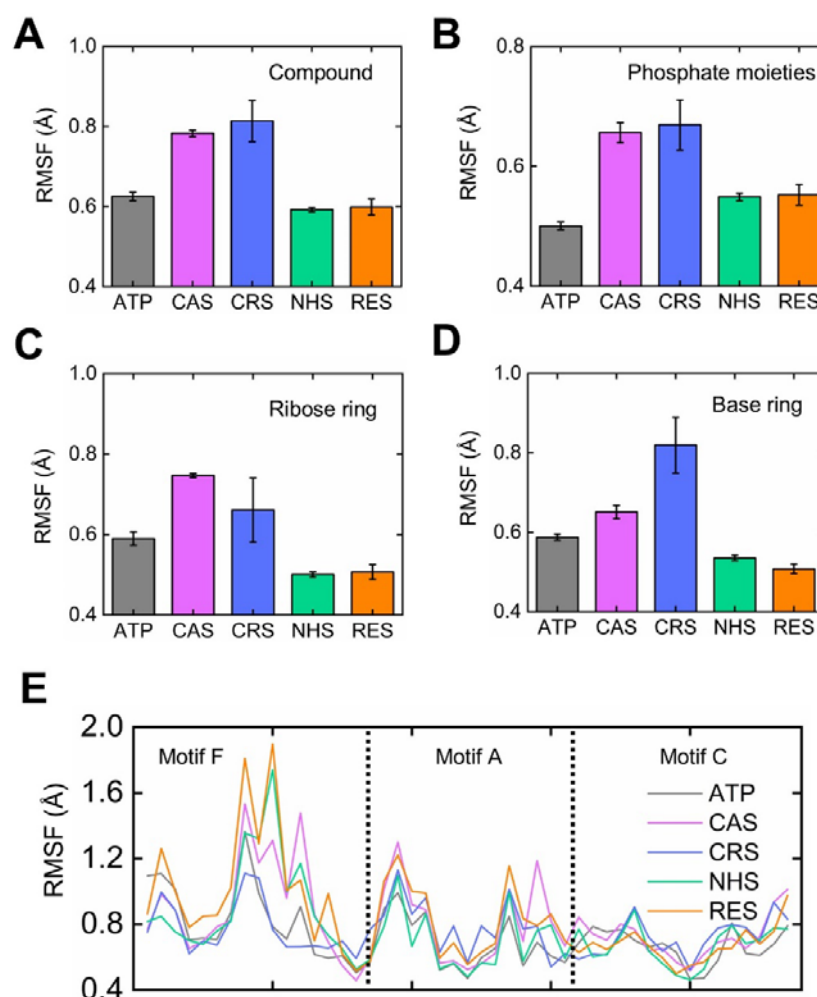 A
1.0
0.8
0.6
0.4
RMSF (Å)
Compound
ATP CAS CRS NHS RES
B
0.8
0.6
0.4
RMSF (Å)
Phosphate moieties
ATP CAS CRS NHS RES
C
1.0
0.8
0.6
0.4
RMSF (Å)
Ribose ring
ATP CAS CRS NHS RES
D
1.0
0.8
0.6
0.4
RMSF (Å)
Base ring
ATP CAS CRS NHS RES
E
2.0
1.6
1.2
0.8
0.4
RMSF (Å)
Motif F Motif A Motif C
ATP
CAS
CRS
NHS
RES